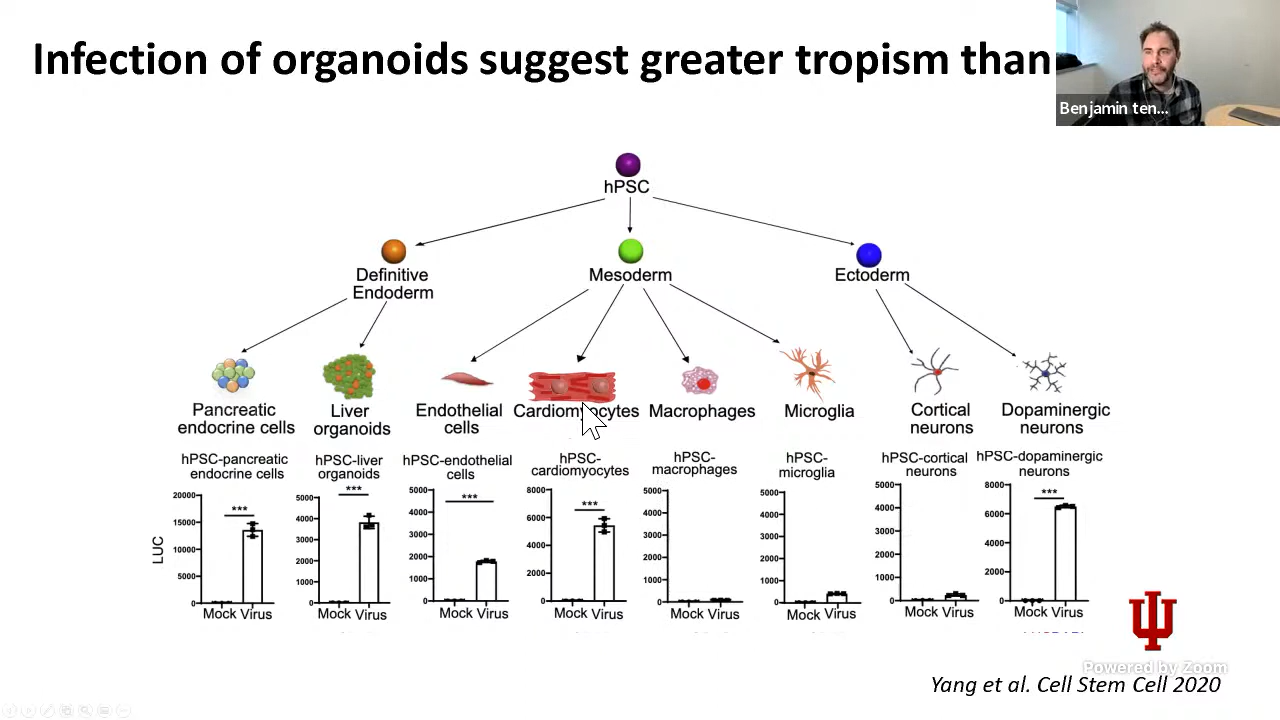 Infection of organoids suggest greater tropism than
Benjamin ten...
hPSC
Definitive
Endoderm
Mesoderm
Ectoderm
Pancreatic
endocrine cells
Liver
organoids
Endothelial
cells
Cardiomyocytes
Macrophages
Microglia
Cortical
neurons
Dopaminergic
neurons
hPSC-pancreatic
endocrine cells
hPSC-liver
organoids
hPSC-endothelial
cells
hPSC-
cardiomyocytes
hPSC-
macrophages
hPSC-
microglia
hPSC-cortical
neurons
hPSC-dopaminergic
neurons
LUC
20000
15000
10000
5000
0
***
Mock Virus
5000
4000
3000
2000
1000
0
***
Mock Virus
5000
4000
3000
2000
1000
0
***
Mock Virus
8000
6000
4000
2000
0
***
Mock Virus
5000
4000
3000
2000
1000
0
Mock Virus
5000
4000
3000
2000
1000
0
Mock Virus
5000
4000
3000
2000
1000
0
Mock Virus
8000
6000
4000
2000
0
***
Mock Virus
Powered by Zoom
Yang et al. Cell Stem Cell 2020